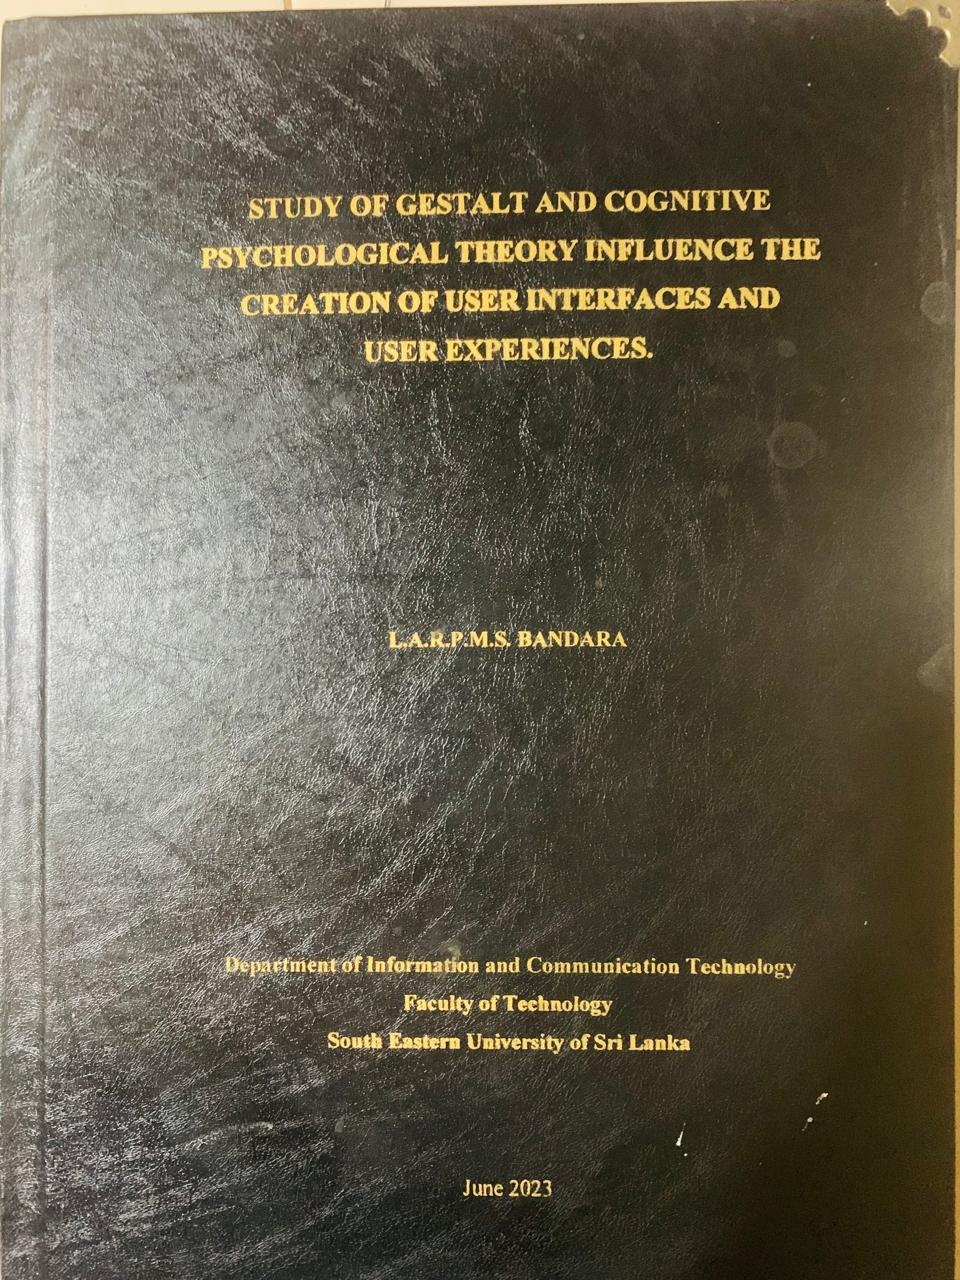 STUDY OF GESTALT AND COGNITIVE
PSYCHOLOGICAL THEORY INFLUENCE THE
CREATION OF USER INTERFACES AND
USER EXPERIENCES.
L.A.R.P.M.S. BANDARA
Department of Information and Communication Technology
Faculty of Technology
South Eastern University of Sri Lanka
June 2023